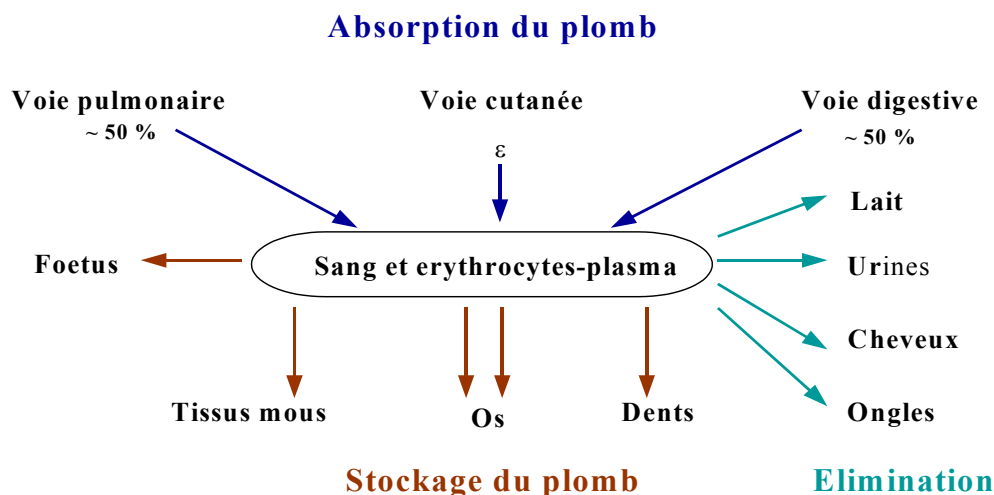 Absorption du plomb
Voie pulmonaire
~ 50 %
Voie cutanée
ε
Voie digestive
~ 50 %
Lait
Foetus
Sang et erythrocytes-plasma
Urines
Cheveux
Tissus mous
Os
Dents
Ongles
Stockage du plomb
Elimination